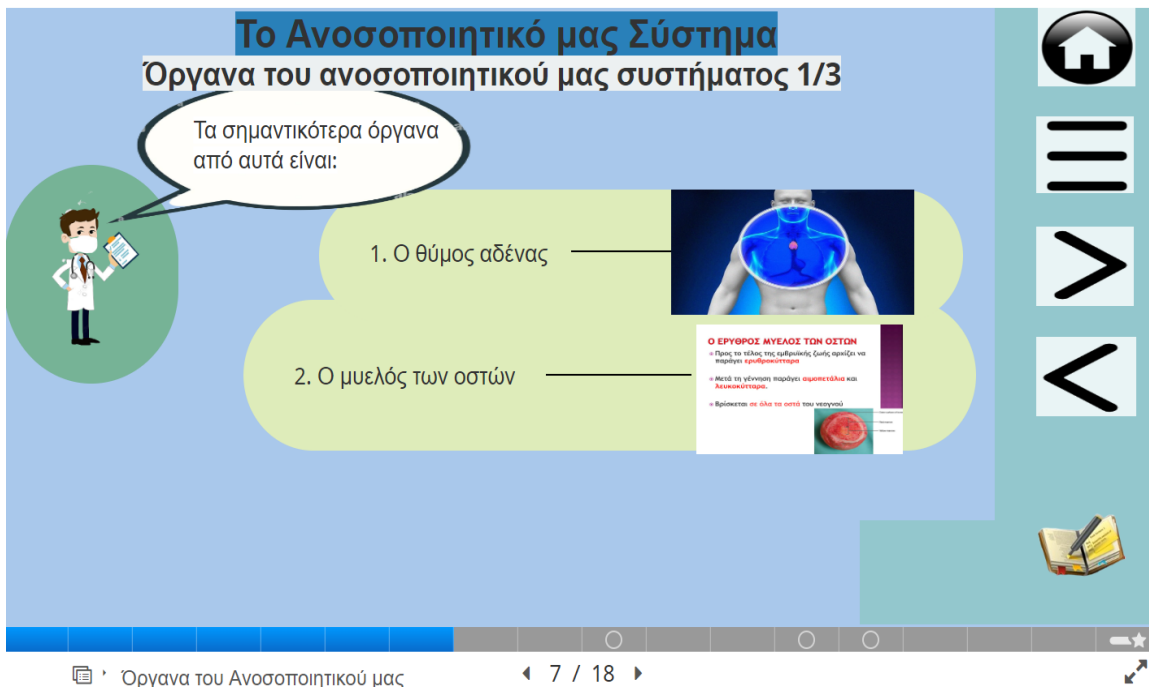 Το Ανοσοποιητικό μας Σύστημα
Όργανα του ανοσοποιητικού μας συστήματος 1/3
Τα σημαντικότερα όργανα
από αυτά είναι:
1. Ο θύμος αδένας
2. Ο μυελός των οστών
Ο ΕΡΥΘΡΟΣ ΜΥΕΛΟΣ ΤΩΝ ΟΣΤΩΝ
Προς το τέλος της εμβρυϊκής ζωής αρχίζει να
παράγει ερυθροκύτταρα
Μετά τη γέννηση παράγει αιμοπετάλια και
λευκοκύτταρα.
Βρίσκεται σε όλα τα οστά του νεογνού
Όργανα του Ανοσοποιητικού μας
7 / 18